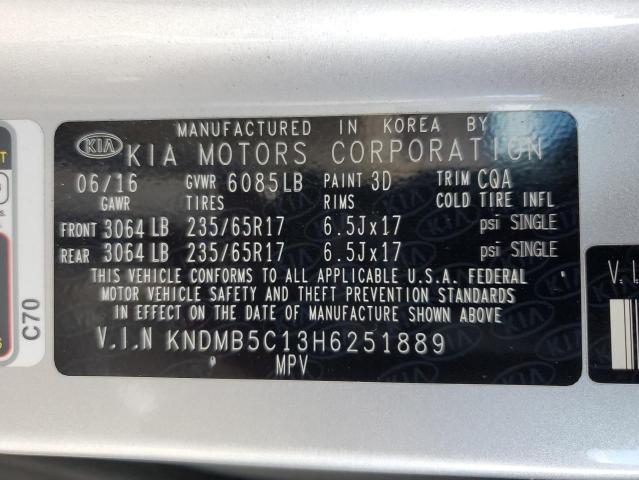 MANUFACTURED IN KOREA BY
KIA KIA MOTORS CORPORATION
06/16 GVWR 6085LB PAINT 3D TRIM CQA
GAWR TIRES RIMS COLD TIRE INFL
FRONT 3064 LB 235/65R17 6.5Jx17 psi SINGLE
REAR 3064 LB 235/65R17 6.5Jx17 psi SINGLE
THIS VEHICLE CONFORMS TO ALL APPLICABLE U.S.A. FEDERAL
MOTOR VEHICLE SAFETY AND THEFT PREVENTION STANDARDS
IN EFFECT ON THE DATE OF MANUFACTURE SHOWN ABOVE
V.I.N KNDMB5C13H6251889
MPV
C70
V.I.